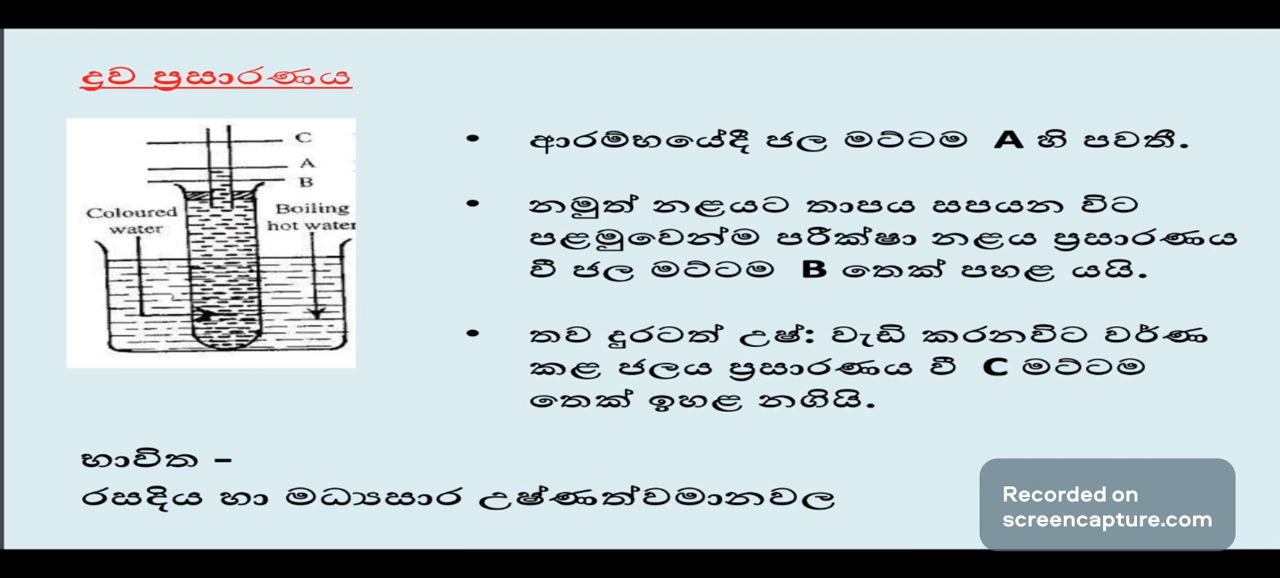 ද්‍රව ප්‍රසාරණය
C
A
B
Coloured
water
Boiling
hot water
• ආරම්භයේදී ජල මට්ටම A හි පවතී.
• නමුත් නළයට තාපය සපයන විට
පළමුවෙන්ම පරීක්ෂා නළය ප්‍රසාරණය
වී ජල මට්ටම B තෙක් පහළ යයි.
• තව දුරටත් උෂ්: වැඩි කරනවිට වර්ණ
කළ ජලය ප්‍රසාරණය වී C මට්ටම
තෙක් ඉහළ නගියි.
භාවිත –
රසදිය හා මධ්‍යසාර උෂ්ණත්වමානවල
Recorded on
screencapture.com